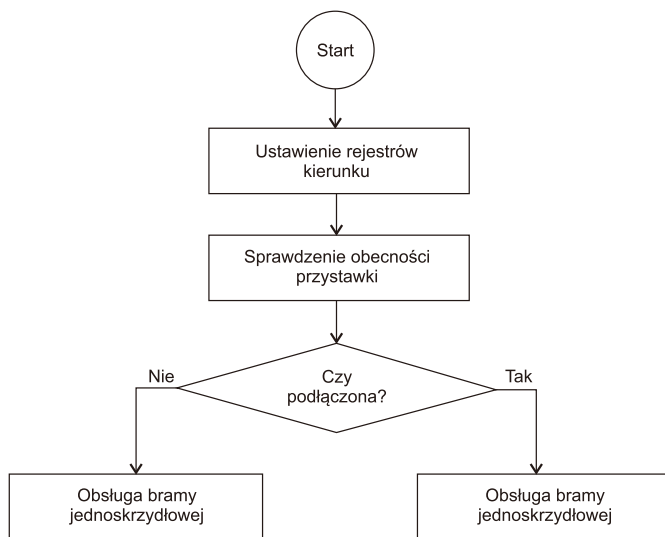 Start
Ustawienie rejestrów
kierunku
Sprawdzenie obecności
przystawki
Czy
podłączona?
Nie
Tak
Obsługa bramy
jednoskrzydłowej
Obsługa bramy
jednoskrzydłowej